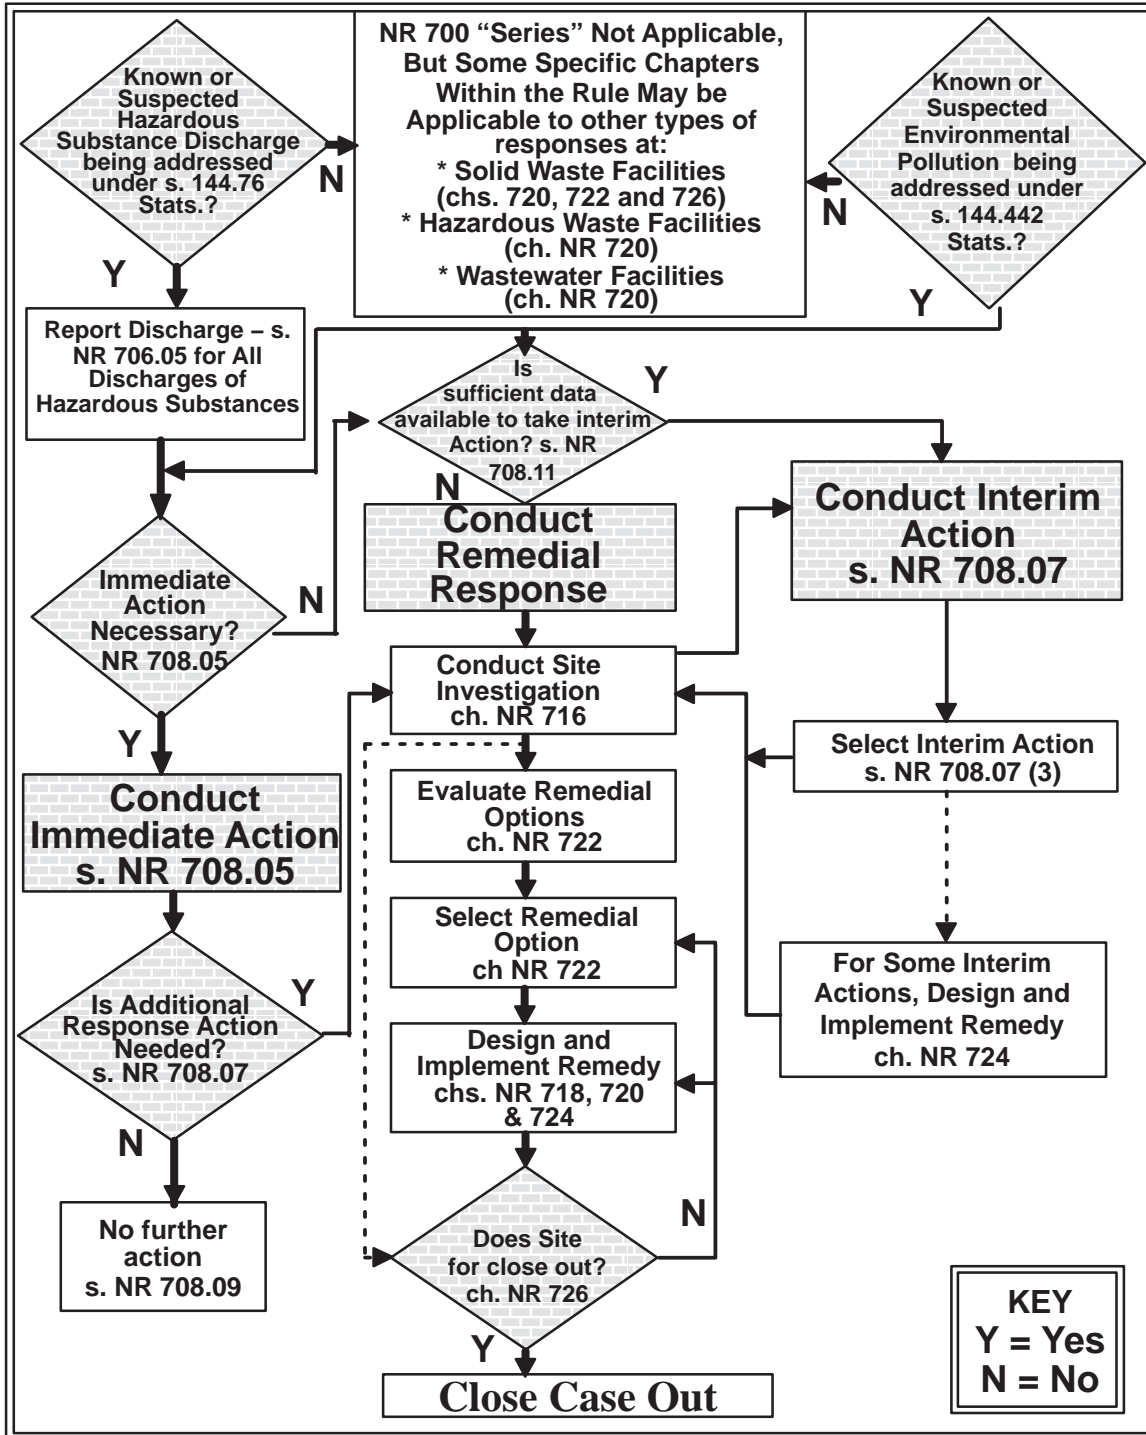 Known or
Suspected
Hazardous
Substance Discharge
being addressed
under s. 144.76
Stats.?
N
Y
NR 700 “Series” Not Applicable,
But Some Specific Chapters
Within the Rule May be
Applicable to other types of
responses at:
* Solid Waste Facilities
(chs. 720, 722 and 726)
* Hazardous Waste Facilities
(ch. NR 720)
* Wastewater Facilities
(ch. NR 720)
Known or
Suspected
Environmental
Pollution being
addressed under
s. 144.442
Stats.?
N
Y
Report Discharge – s.
NR 706.05 for All
Discharges of
Hazardous Substances
Is
sufficient data
available to take interim
Action? s. NR
708.11
Y
N
Immediate
Action
Necessary?
NR 708.05
N
Y
Conduct
Remedial
Response
Conduct Interim
Action
s. NR 708.07
Conduct Site
Investigation
ch. NR 716
Select Interim Action
s. NR 708.07 (3)
Conduct
Immediate Action
s. NR 708.05
Evaluate Remedial
Options
ch. NR 722
Select Remedial
Option
ch NR 722
For Some Interim
Actions, Design and
Implement Remedy
ch. NR 724
Is Additional
Response Action
Needed?
s. NR 708.07
Y
N
Design and
Implement Remedy
chs. NR 718, 720
& 724
No further
action
s. NR 708.09
Does Site
for close out?
ch. NR 726
N
Y
Close Case Out
KEY
Y = Yes
N = No